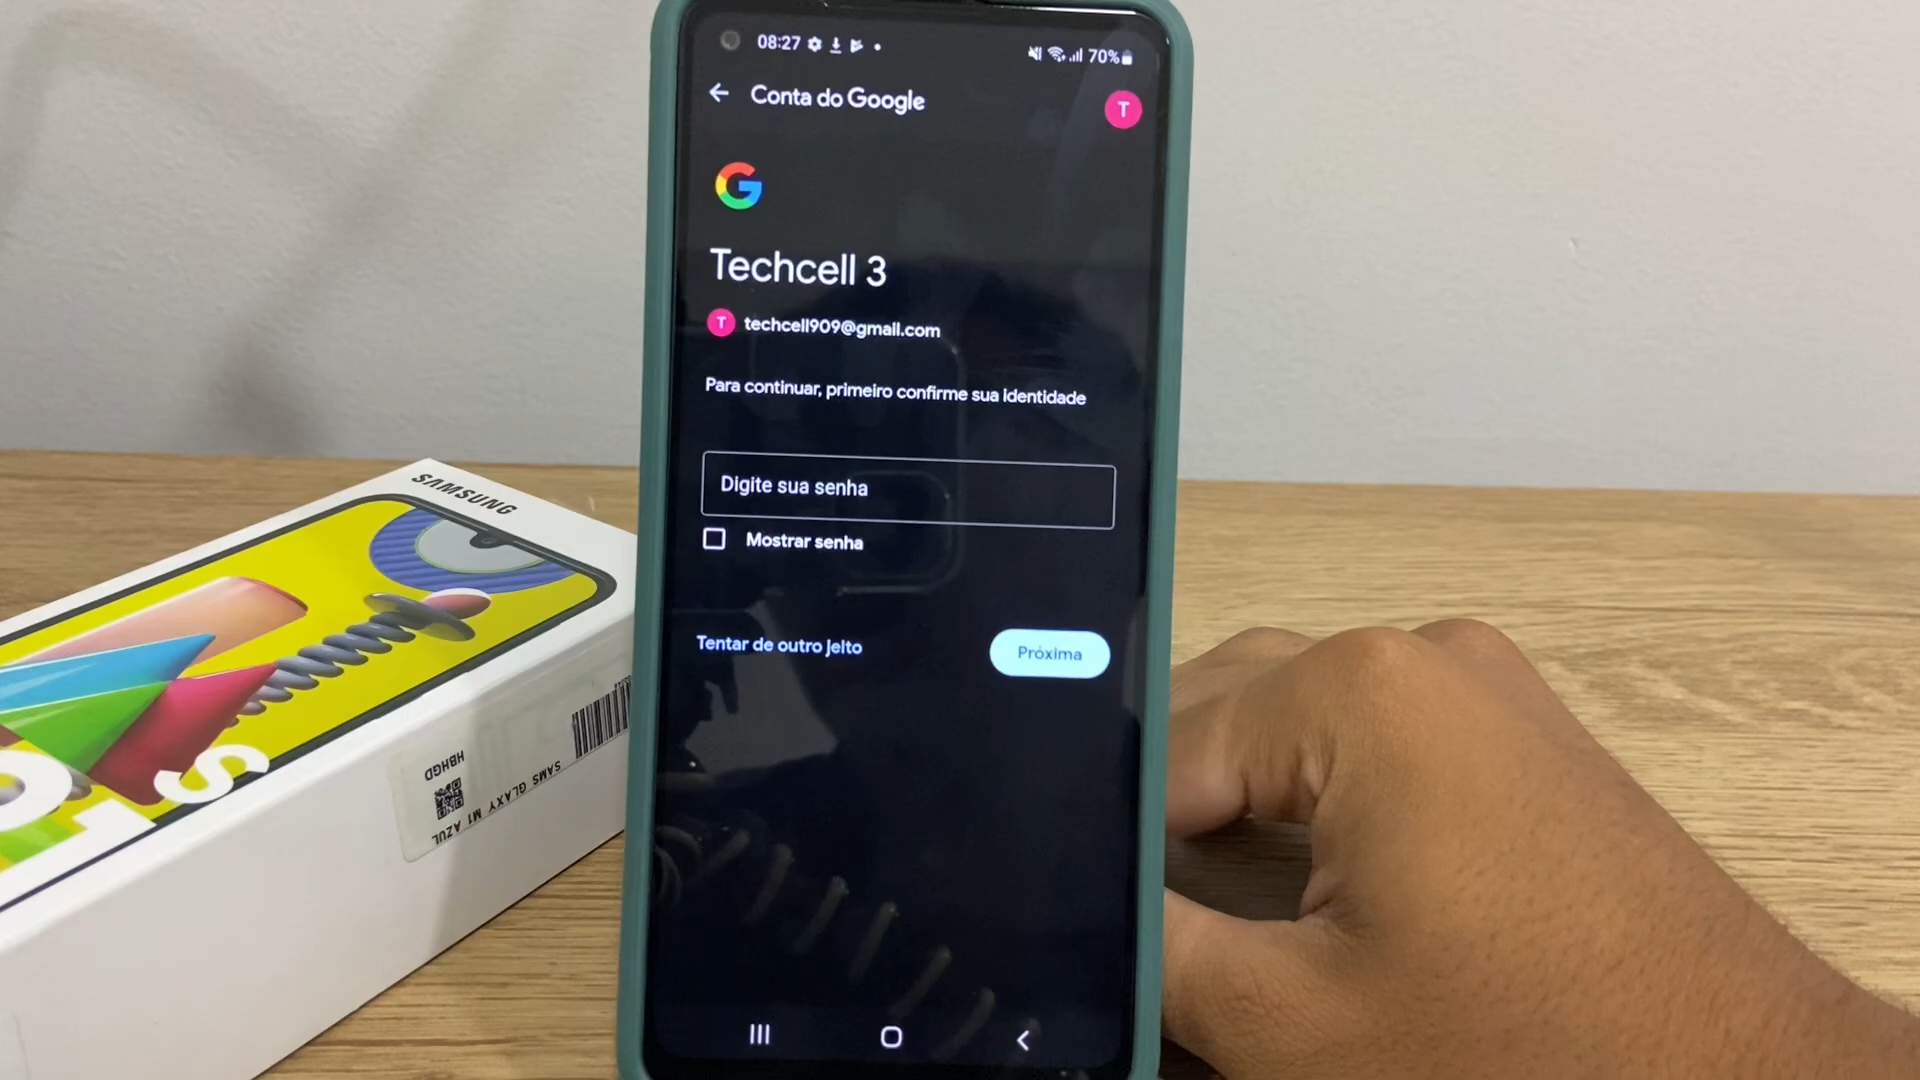 08:27
70%
Conta do Google
T
G
Techcell 3
T techcell909@gmail.com
Para continuar, primeiro confirme sua identidade
Digite sua senha
Mostrar senha
Tentar de outro jeito
Próxima
SAMSUNG
HBHGD
SAMS GLAXY M1 AZUL